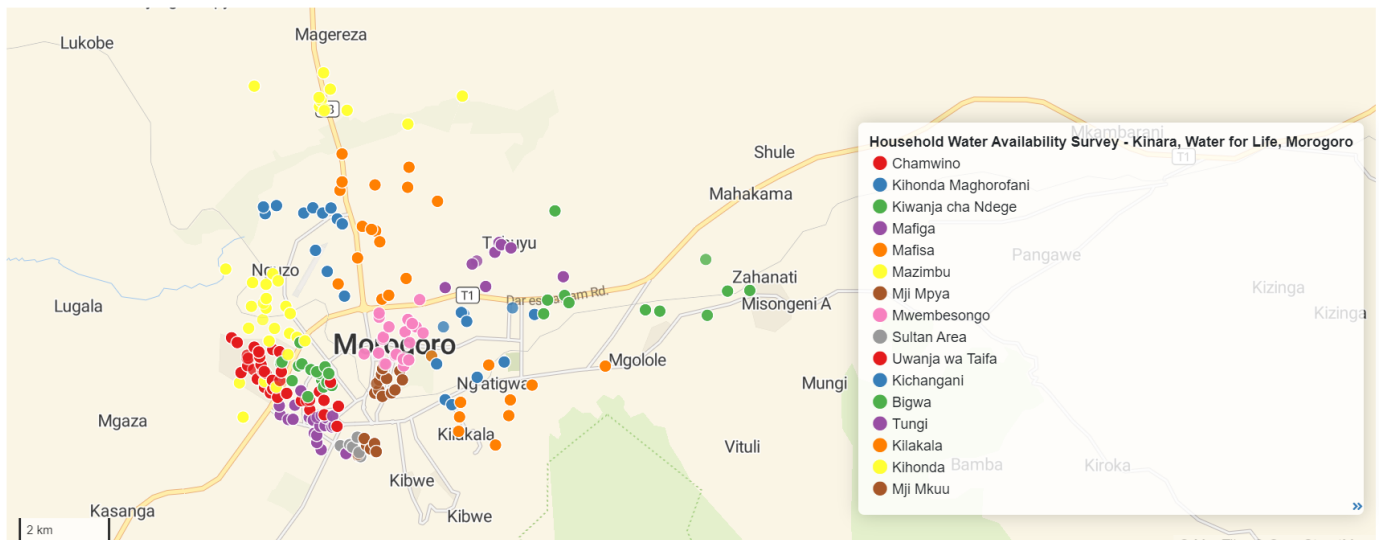 Magereza
Lukobe
Shule
Mahakama
Nguzo
Zahanati
Misongeni A
Lugala
T1
Dar es Salaam Rd.
Morogoro
Mgolole
Mungi
Ng'atigwa
Mgaza
Kilakala
Vituli
Kibwe
Kasanga
Kibwe
2 km
Mkambarani
T1
Household Water Availability Survey - Kinara, Water for Life, Morogoro
Chamwino
Kihonda Maghorofani
Kiwanja cha Ndege
Mafiga
Mafisa
Mazimbu
Mji Mpya
Mwembesongo
Sultan Area
Uwanja wa Taifa
Kichangani
Bigwa
Tungi
Kilakala
Kihonda
Mji Mkuu
Pangawe
Kizinga
Kizinga
Bamba
Kiroka
»